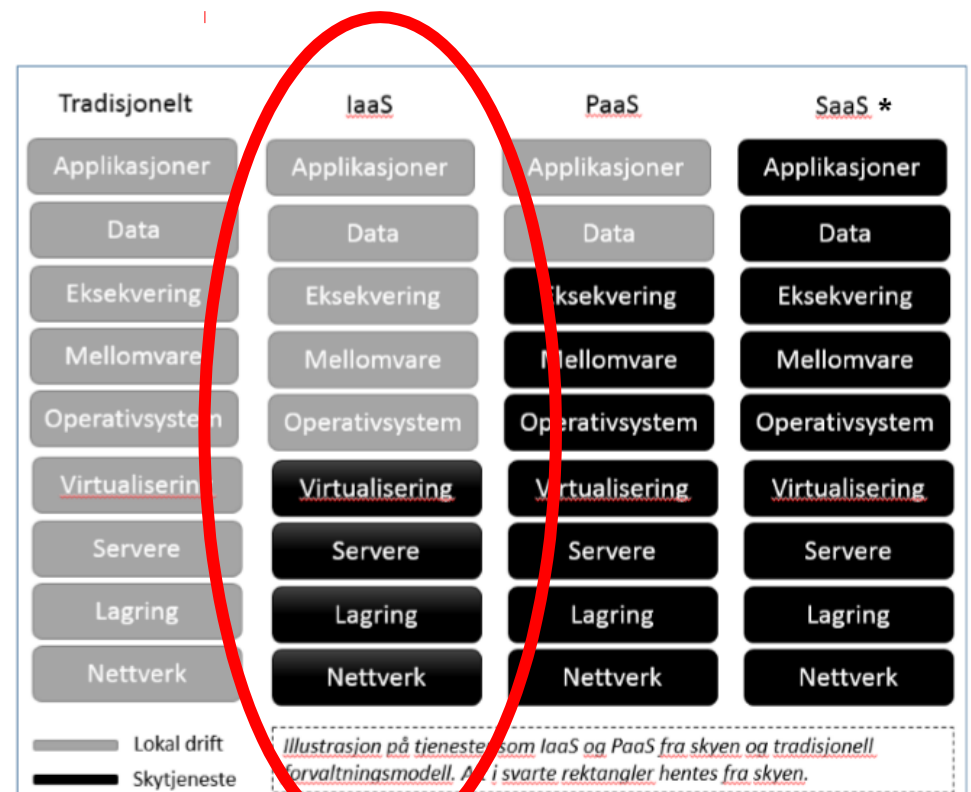 Tradisjonelt IaaS PaaS SaaS *
Applikasjoner Applikasjoner Applikasjoner Applikasjoner
Data Data Data Data
Eksekvering Eksekvering Eksekvering Eksekvering
Mellomvare Mellomvare Mellomvare Mellomvare
Operativsystem Operativsystem Operativsystem Operativsystem
Virtualisering Virtualisering Virtualisering Virtualisering
Servere Servere Servere Servere
Lagring Lagring Lagring Lagring
Nettverk Nettverk Nettverk Nettverk
Lokal drift
Skytjeneste
Illustrasjon på tjenester som IaaS og PaaS fra skyen og tradisjonell
forvaltningsmodell. i svarte rektangler hentes fra skyen.